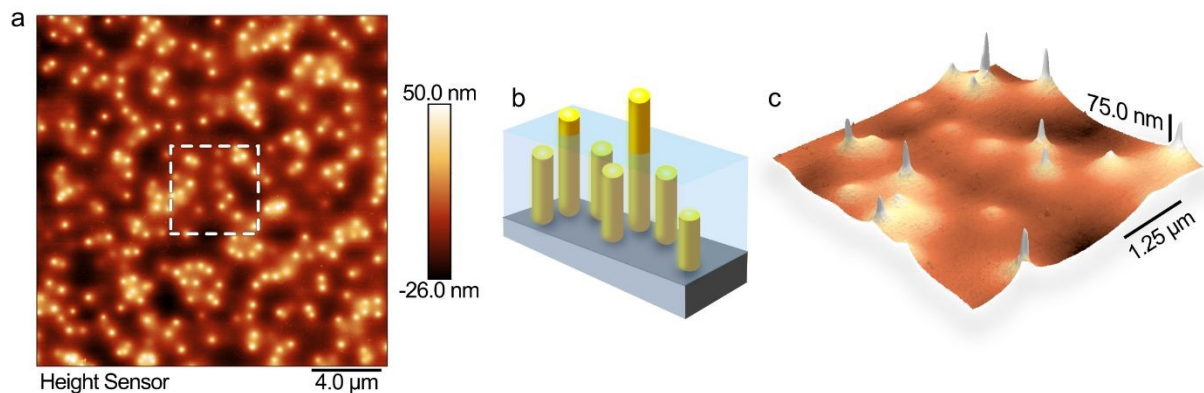 a
50.0 nm
-26.0 nm
Height Sensor
4.0 μm
b
c
75.0 nm
1.25 μm